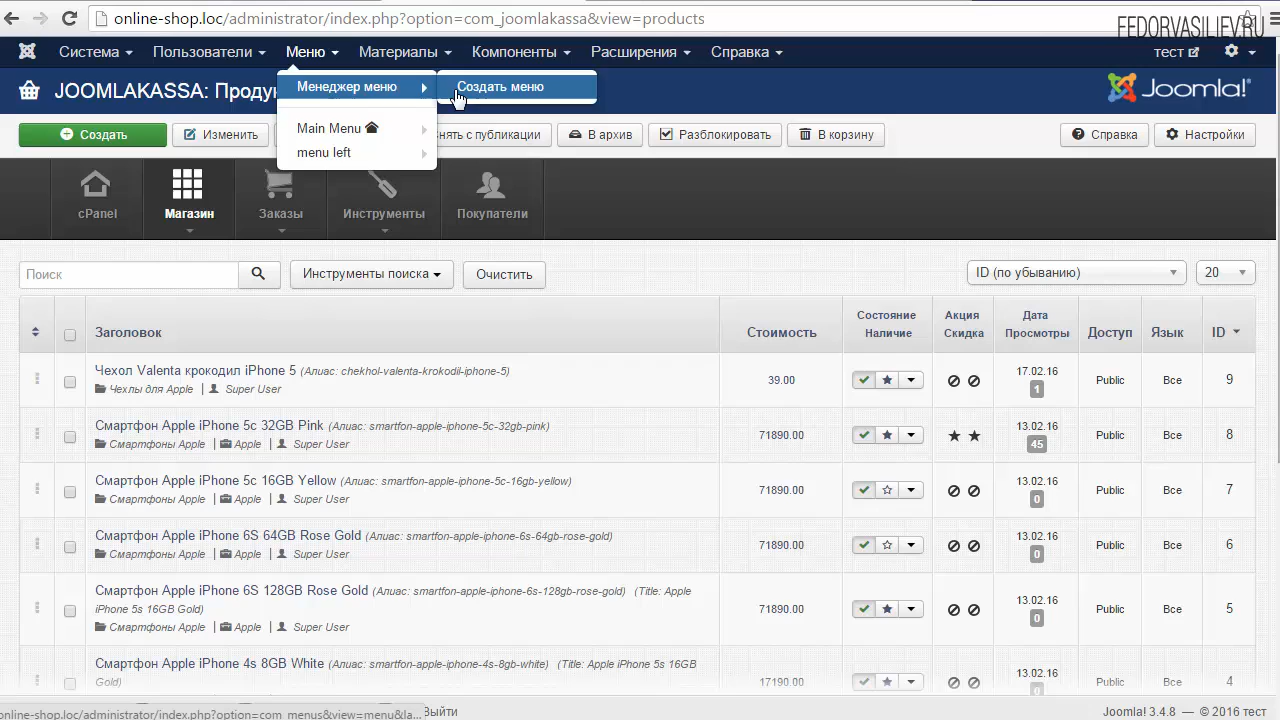 online-shop.loc/administrator/index.php?option=com_joomlakassa&view=products
FEDORVASILIEV.RU
Система Пользователи Меню Материалы Компоненты Расширения Справка тест
Менеджер меню Создать меню
JOOMLAKASSA: Проду
Joomla!
Main Menu
menu left
Создать Изменить нять с публикации В архив Разблокировать В корзину Справка Настройки
cPanel Магазин Заказы Инструменты Покупатели
Поиск Инструменты поиска Очистить ID (по убыванию) 20
Заголовок Стоимость Состояние Наличие Акция Скидка Дата Просмотры Доступ Язык ID
Чехол Valenta крокодил iPhone 5 (Алиас: chekhol-valenta-krokodil-iphone-5) 39.00 17.02.16 Public Все 9
Чехлы для Apple | Super User 1
Смартфон Apple iPhone 5c 32GB Pink (Алиас: smartfon-apple-iphone-5c-32gb-pink) 71890.00 13.02.16 Public Все 8
Смартфоны Apple | Apple | Super User 45
Смартфон Apple iPhone 5c 16GB Yellow (Алиас: smartfon-apple-iphone-5c-16gb-yellow) 71890.00 13.02.16 Public Все 7
Смартфоны Apple | Apple | Super User 0
Смартфон Apple iPhone 6S 64GB Rose Gold (Алиас: smartfon-apple-iphone-6s-64gb-rose-gold) 71890.00 13.02.16 Public Все 6
Смартфоны Apple | Apple | Super User 0
Смартфон Apple iPhone 6S 128GB Rose Gold (Алиас: smartfon-apple-iphone-6s-128gb-rose-gold) (Title: Apple
iPhone 5s 16GB Gold) 71890.00 13.02.16 Public Все 5
Смартфоны Apple | Apple | Super User 0
Смартфон Apple iPhone 4s 8GB White (Алиас: smartfon-apple-iphone-4s-8gb-white) (Title: Apple iPhone 5s 16GB
Gold) 17190.00 13.02.16 Public Все 4
0
online-shop.loc/administrator/index.php?option=com_menus&view=menu&la... Выйти Joomla! 3.4.8 — © 2016 тест